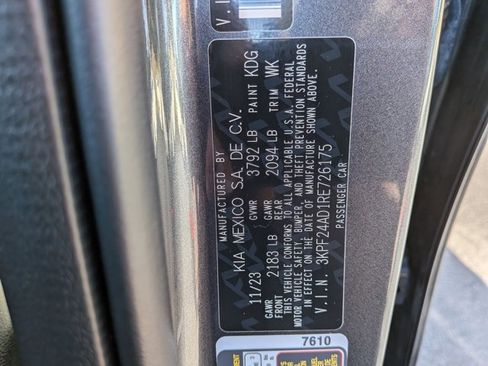 V.I.
MANUFACTURED BY
KIA MEXICO S.A. DE C.V.
11/23 GVWR 3792 LB PAINT KDG
GAWR FRONT 2183 LB GAWR REAR 2094 LB TRIM WK
THIS VEHICLE CONFORMS TO ALL APPLICABLE U.S.A. FEDERAL
MOTOR VEHICLE SAFETY, BUMPER, AND THEFT PREVENTION STANDARDS
IN EFFECT ON THE DATE OF MANUFACTURE SHOWN ABOVE.
V.I.N. 3KPF24AD1RE726175
PASSENGER CAR
7610